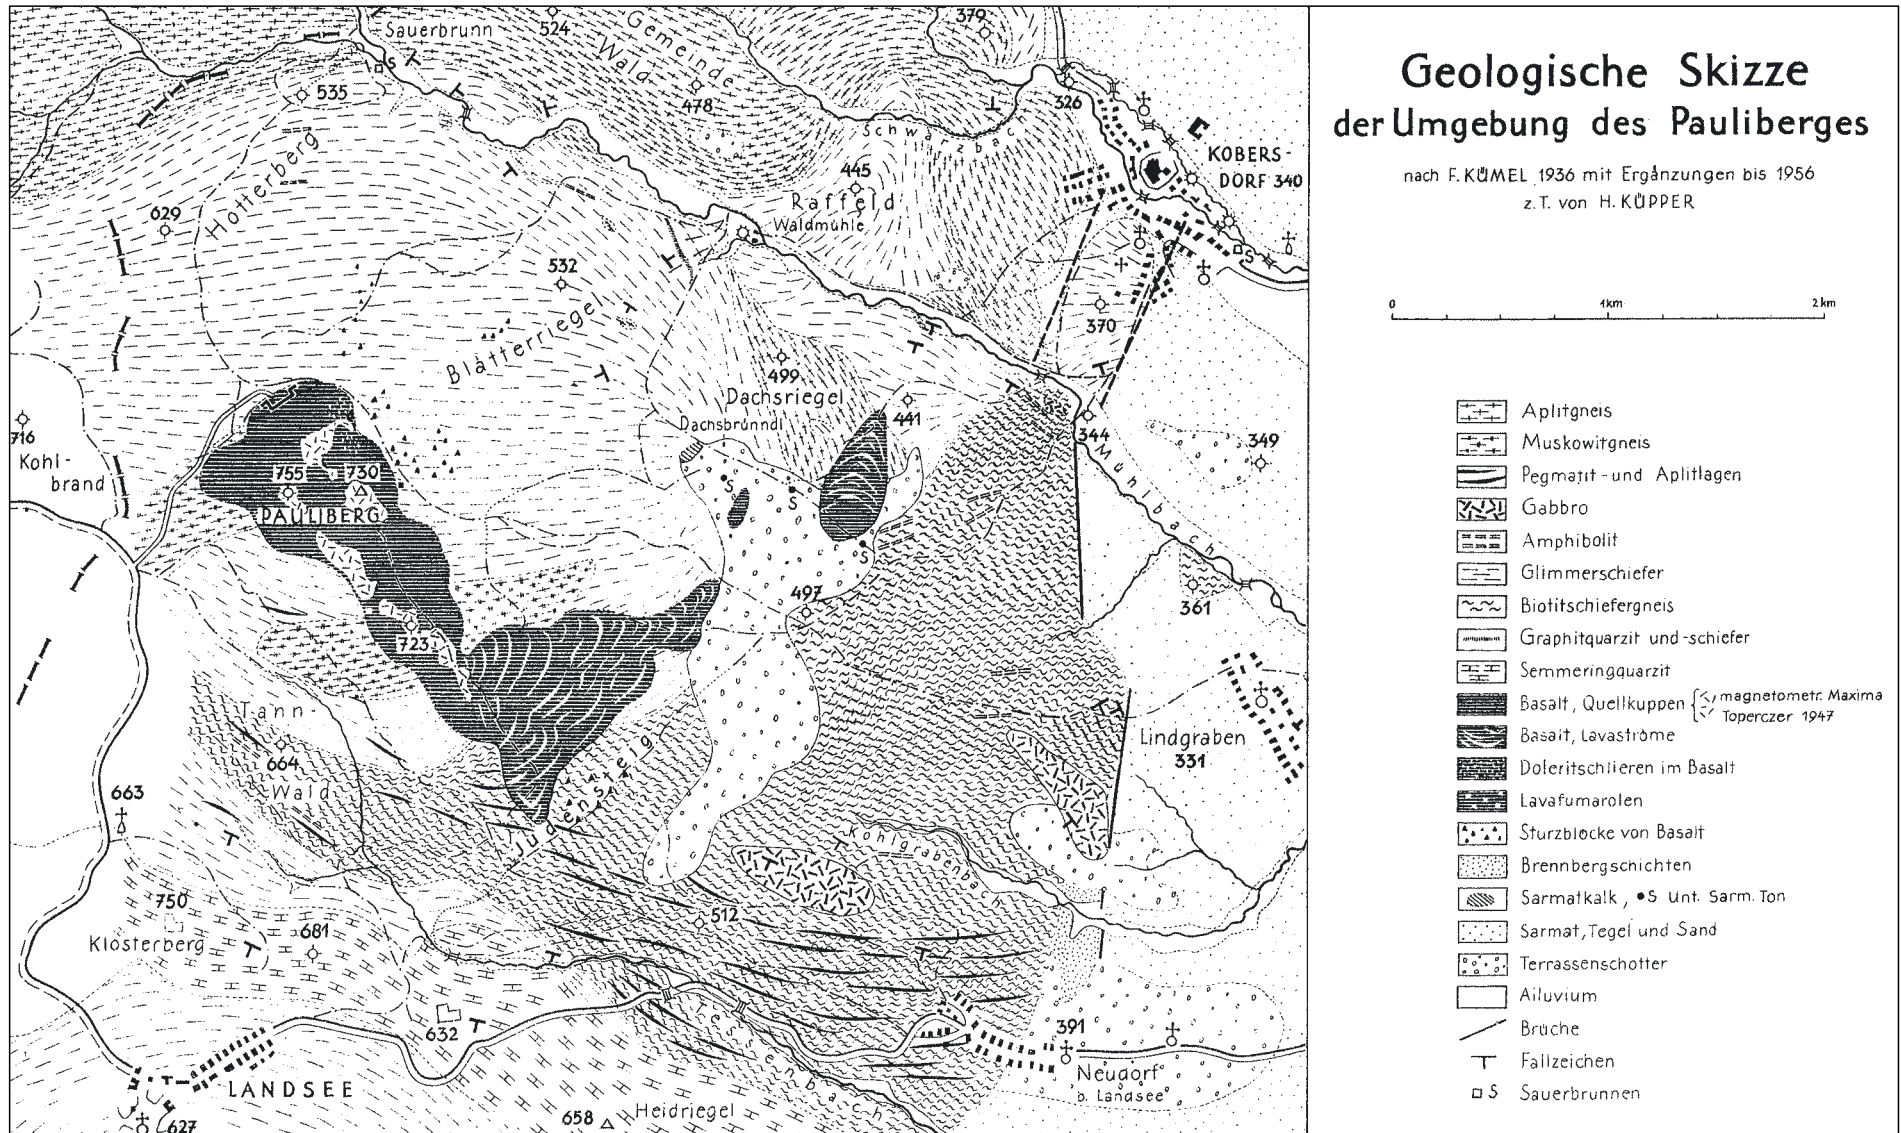 Geologische Skizze
der Umgebung des Pauliberges
nach F. KÜMEL 1936 mit Ergänzungen bis 1956
z.T. von H. KÜPPER
0 1km 2km
Aplitgneis
Muskowitgneis
Pegmatit- und Aplitlagen
Gabbro
Amphibolit
Glimmerschiefer
Biotitschiefergneis
Graphitquarzit und -schiefer
Semmeringquarzit
Basalt, Quellkuppen magnetometr. Maxima
Toperczer 1947
Basalt, Lavaströme
Doleritschlieren im Basalt
Lavafumarolen
Sturzblöcke von Basalt
Brennbergschichten
Sarmatkalk, •S Unt. Sarm. Ton
Sarmat, Tegel und Sand
Terrassenschotter
Alluvium
Brüche
Fallzeichen
S Sauerbrunnen
Sauerbrunn
S
524
Gemeinde
Wald
478
379
326
Schwarzbach
KOBERS-
DORF 340
S
535
Hotterberg
629
445
Raffeld
Waldmühle
532
Blätterriegel
370
499
Dachsriegel
Dachsbründl
441
344
Mühlbach
349
716
Kohl-
brand
755
730
PAULIBERG
S
S
S
497
361
723
Tann
664
Wald
Judensteig
Lindgraben
331
663
Kohlgrabenbach
750
Klosterberg
681
512
632
391
Neudorf
b. Landsee
LANDSEE
627
658
Heidriegel